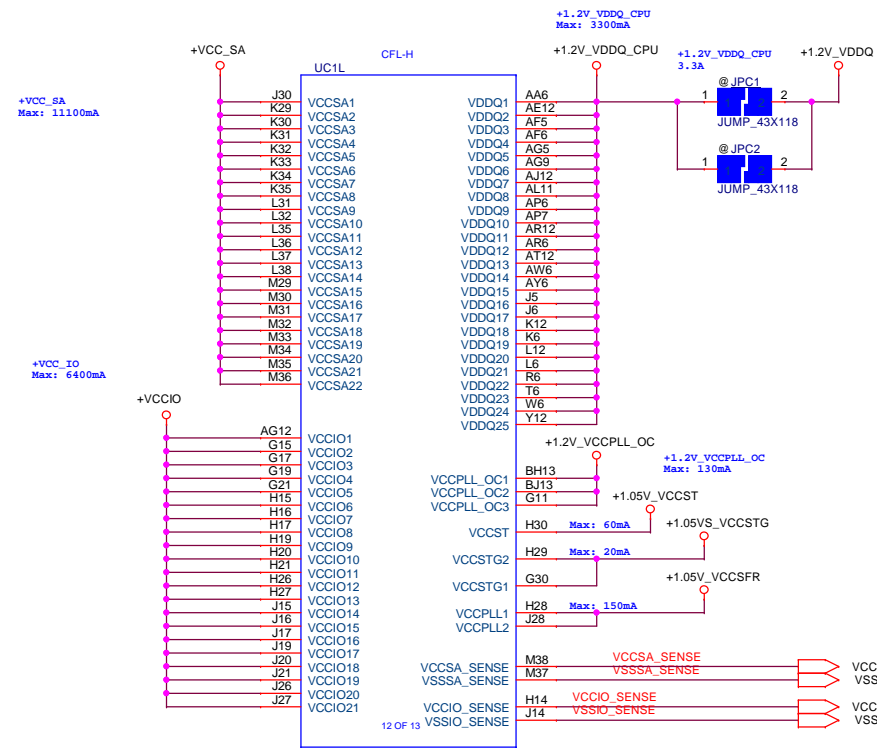 +1.2V_VDDQ_CPU
Max: 3300mA
+VCC_SA
CFL-H
+1.2V_VDDQ_CPU
+1.2V_VDDQ_CPU
3.3A
+1.2V_VDDQ
UC1L
@ JPC1
+VCC_SA
Max: 11100mA
J30 VCCSA1 VDDQ1 AA6 1 1 2 2
K29 VCCSA2 VDDQ2 AE12
K30 VCCSA3 VDDQ3 AF5 JUMP_43X118
K31 VCCSA4 VDDQ4 AF6
K32 VCCSA5 VDDQ5 AG5 @ JPC2
K33 VCCSA6 VDDQ6 AG9 1 1 2 2
K34 VCCSA7 VDDQ7 AJ12
K35 VCCSA8 VDDQ8 AL11 JUMP_43X118
L31 VCCSA9 VDDQ9 AP6
L32 VCCSA10 VDDQ10 AP7
L35 VCCSA11 VDDQ11 AR12
L36 VCCSA12 VDDQ12 AR6
L37 VCCSA13 VDDQ13 AT12
L38 VCCSA14 VDDQ14 AW6
M29 VCCSA15 VDDQ15 AY6
M30 VCCSA16 VDDQ16 J5
M31 VCCSA17 VDDQ17 J6
M32 VCCSA18 VDDQ18 K12
M33 VCCSA19 VDDQ19 K6
M34 VCCSA20 VDDQ20 L12
M35 VCCSA21 VDDQ21 L6
M36 VCCSA22 VDDQ22 R6
VDDQ23 T6
VDDQ24 W6
VDDQ25 Y12
+VCC_IO
Max: 6400mA
+VCCIO
AG12 VCCIO1
G15 VCCIO2
G17 VCCIO3
G19 VCCIO4
G21 VCCIO5
H15 VCCIO6
H16 VCCIO7
H17 VCCIO8
H19 VCCIO9
H20 VCCIO10
H21 VCCIO11
H26 VCCIO12
H27 VCCIO13
J15 VCCIO14
J16 VCCIO15
J17 VCCIO16
J19 VCCIO17
J20 VCCIO18
J21 VCCIO19
J26 VCCIO20
J27 VCCIO21
+1.2V_VCCPLL_OC
+1.2V_VCCPLL_OC
Max: 130mA
VCCPLL_OC1 BH13
VCCPLL_OC2 BJ13
VCCPLL_OC3 G11
+1.05V_VCCST
VCCST H30 Max: 60mA
+1.05VS_VCCSTG
VCCSTG2 H29 Max: 20mA
VCCSTG1 G30
+1.05V_VCCSFR
VCCPLL1 H28 Max: 150mA
VCCPLL2 J28
VCCSA_SENSE M38 VCCSA_SENSE VCC
VSSSA_SENSE M37 VSSSA_SENSE VSS
VCCIO_SENSE H14 VCCIO_SENSE VCC
VSSIO_SENSE J14 VSSIO_SENSE VSS
12 OF 13